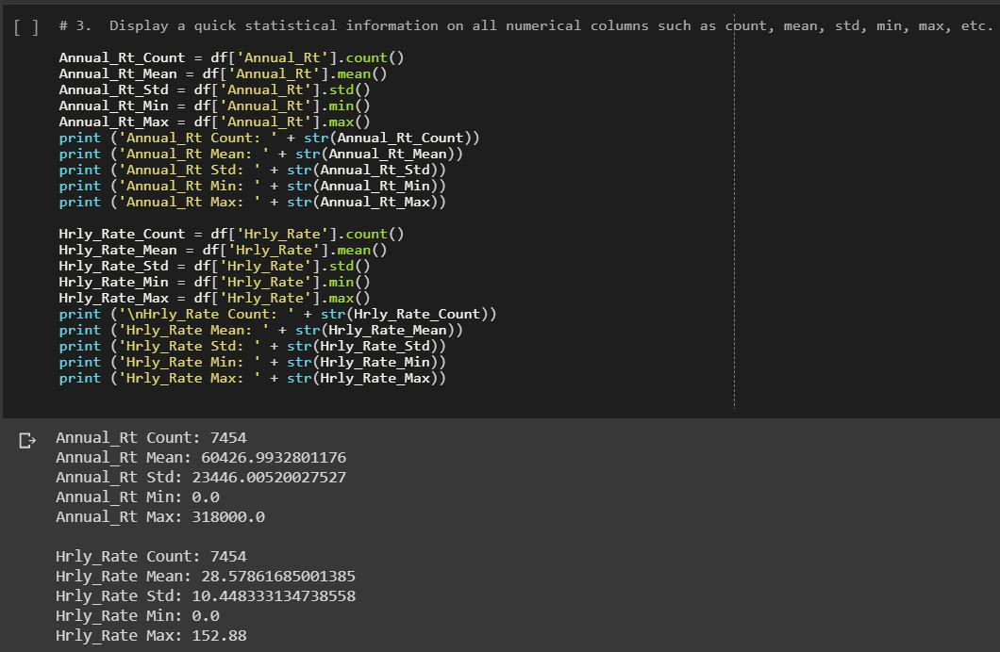 [ ] # 3.  Display a quick statistical information on all numerical columns such as count, mean, std, min, max, etc.
Annual_Rt_Count = df['Annual_Rt'].count()
Annual_Rt_Mean = df['Annual_Rt'].mean()
Annual_Rt_Std = df['Annual_Rt'].std()
Annual_Rt_Min = df['Annual_Rt'].min()
Annual_Rt_Max = df['Annual_Rt'].max()
print ('Annual_Rt Count: ' + str(Annual_Rt_Count))
print ('Annual_Rt Mean: ' + str(Annual_Rt_Mean))
print ('Annual_Rt Std: ' + str(Annual_Rt_Std))
print ('Annual_Rt Min: ' + str(Annual_Rt_Min))
print ('Annual_Rt Max: ' + str(Annual_Rt_Max))
Hrly_Rate_Count = df['Hrly_Rate'].count()
Hrly_Rate_Mean = df['Hrly_Rate'].mean()
Hrly_Rate_Std = df['Hrly_Rate'].std()
Hrly_Rate_Min = df['Hrly_Rate'].min()
Hrly_Rate_Max = df['Hrly_Rate'].max()
print ('\nHrly_Rate Count: ' + str(Hrly_Rate_Count))
print ('Hrly_Rate Mean: ' + str(Hrly_Rate_Mean))
print ('Hrly_Rate Std: ' + str(Hrly_Rate_Std))
print ('Hrly_Rate Min: ' + str(Hrly_Rate_Min))
print ('Hrly_Rate Max: ' + str(Hrly_Rate_Max))
Annual_Rt Count: 7454
Annual_Rt Mean: 60426.9932801176
Annual_Rt Std: 23446.00520027527
Annual_Rt Min: 0.0
Annual_Rt Max: 318000.0
Hrly_Rate Count: 7454
Hrly_Rate Mean: 28.57861685001385
Hrly_Rate Std: 10.448333134738558
Hrly_Rate Min: 0.0
Hrly_Rate Max: 152.88